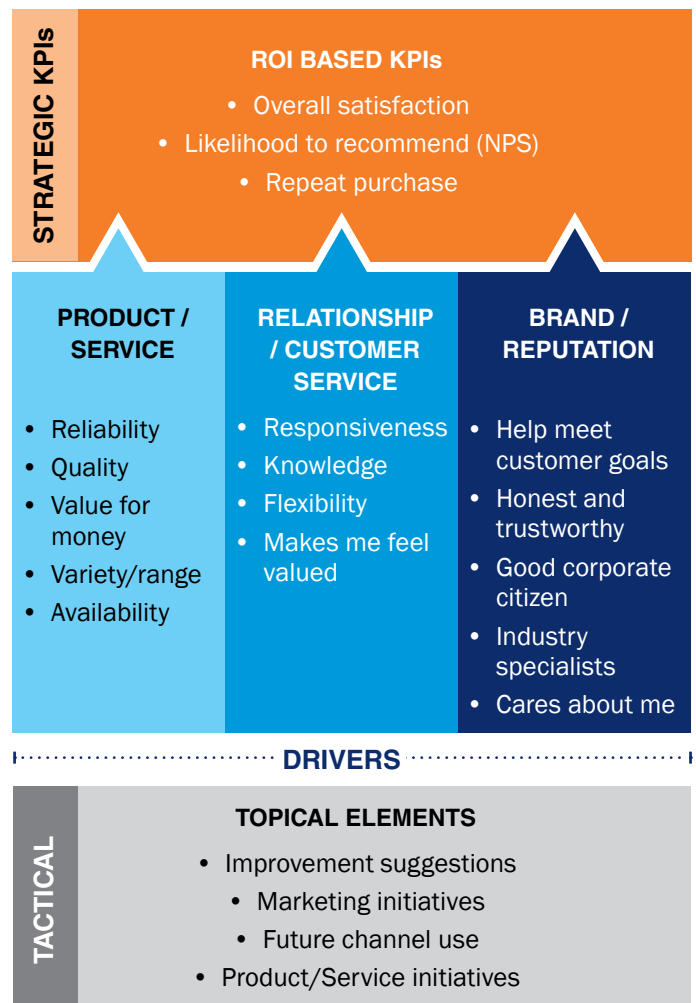 STRATEGIC KPIs
ROI BASED KPIs
• Overall satisfaction
• Likelihood to recommend (NPS)
• Repeat purchase
PRODUCT /
SERVICE
• Reliability
• Quality
• Value for
money
• Variety/range
• Availability
RELATIONSHIP
/ CUSTOMER
SERVICE
• Responsiveness
• Knowledge
• Flexibility
• Makes me feel
valued
BRAND /
REPUTATION
• Help meet
customer goals
• Honest and
trustworthy
• Good corporate
citizen
• Industry
specialists
• Cares about me
DRIVERS
TACTICAL
TOPICAL ELEMENTS
• Improvement suggestions
• Marketing initiatives
• Future channel use
• Product/Service initiatives